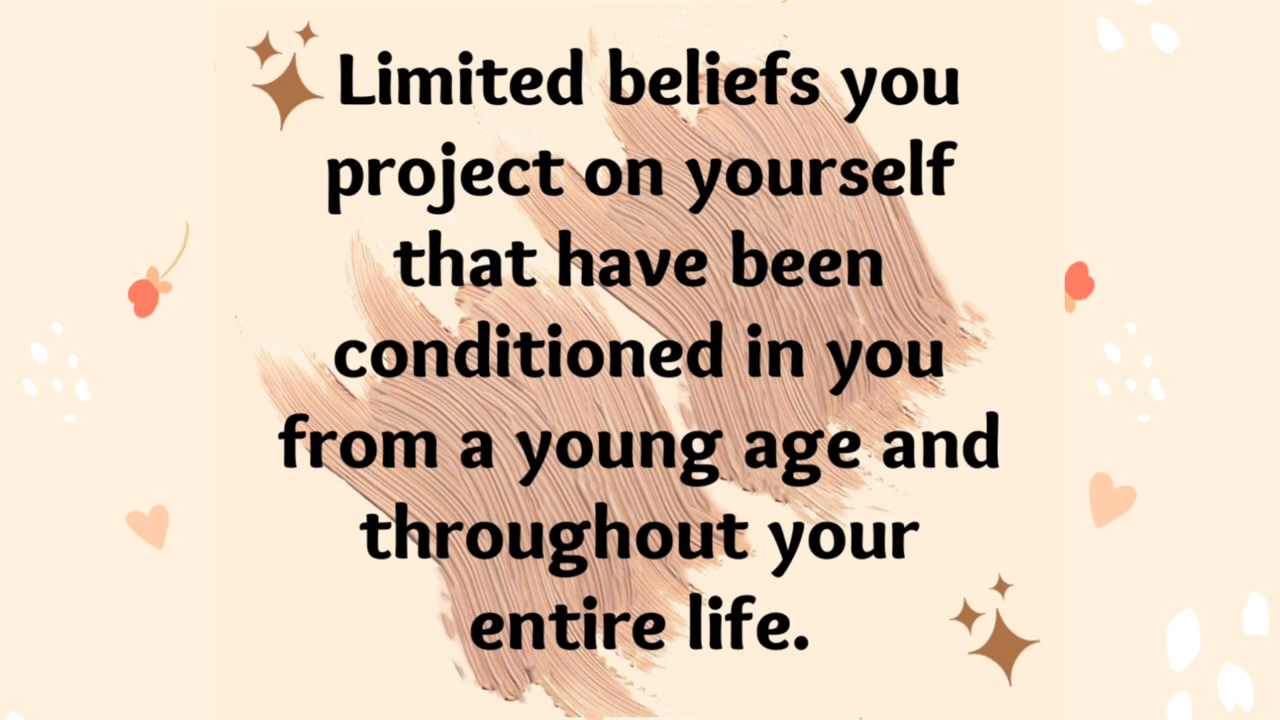 Limited beliefs you
project on yourself
that have been
conditioned in you
from a young age and
throughout your
entire life.